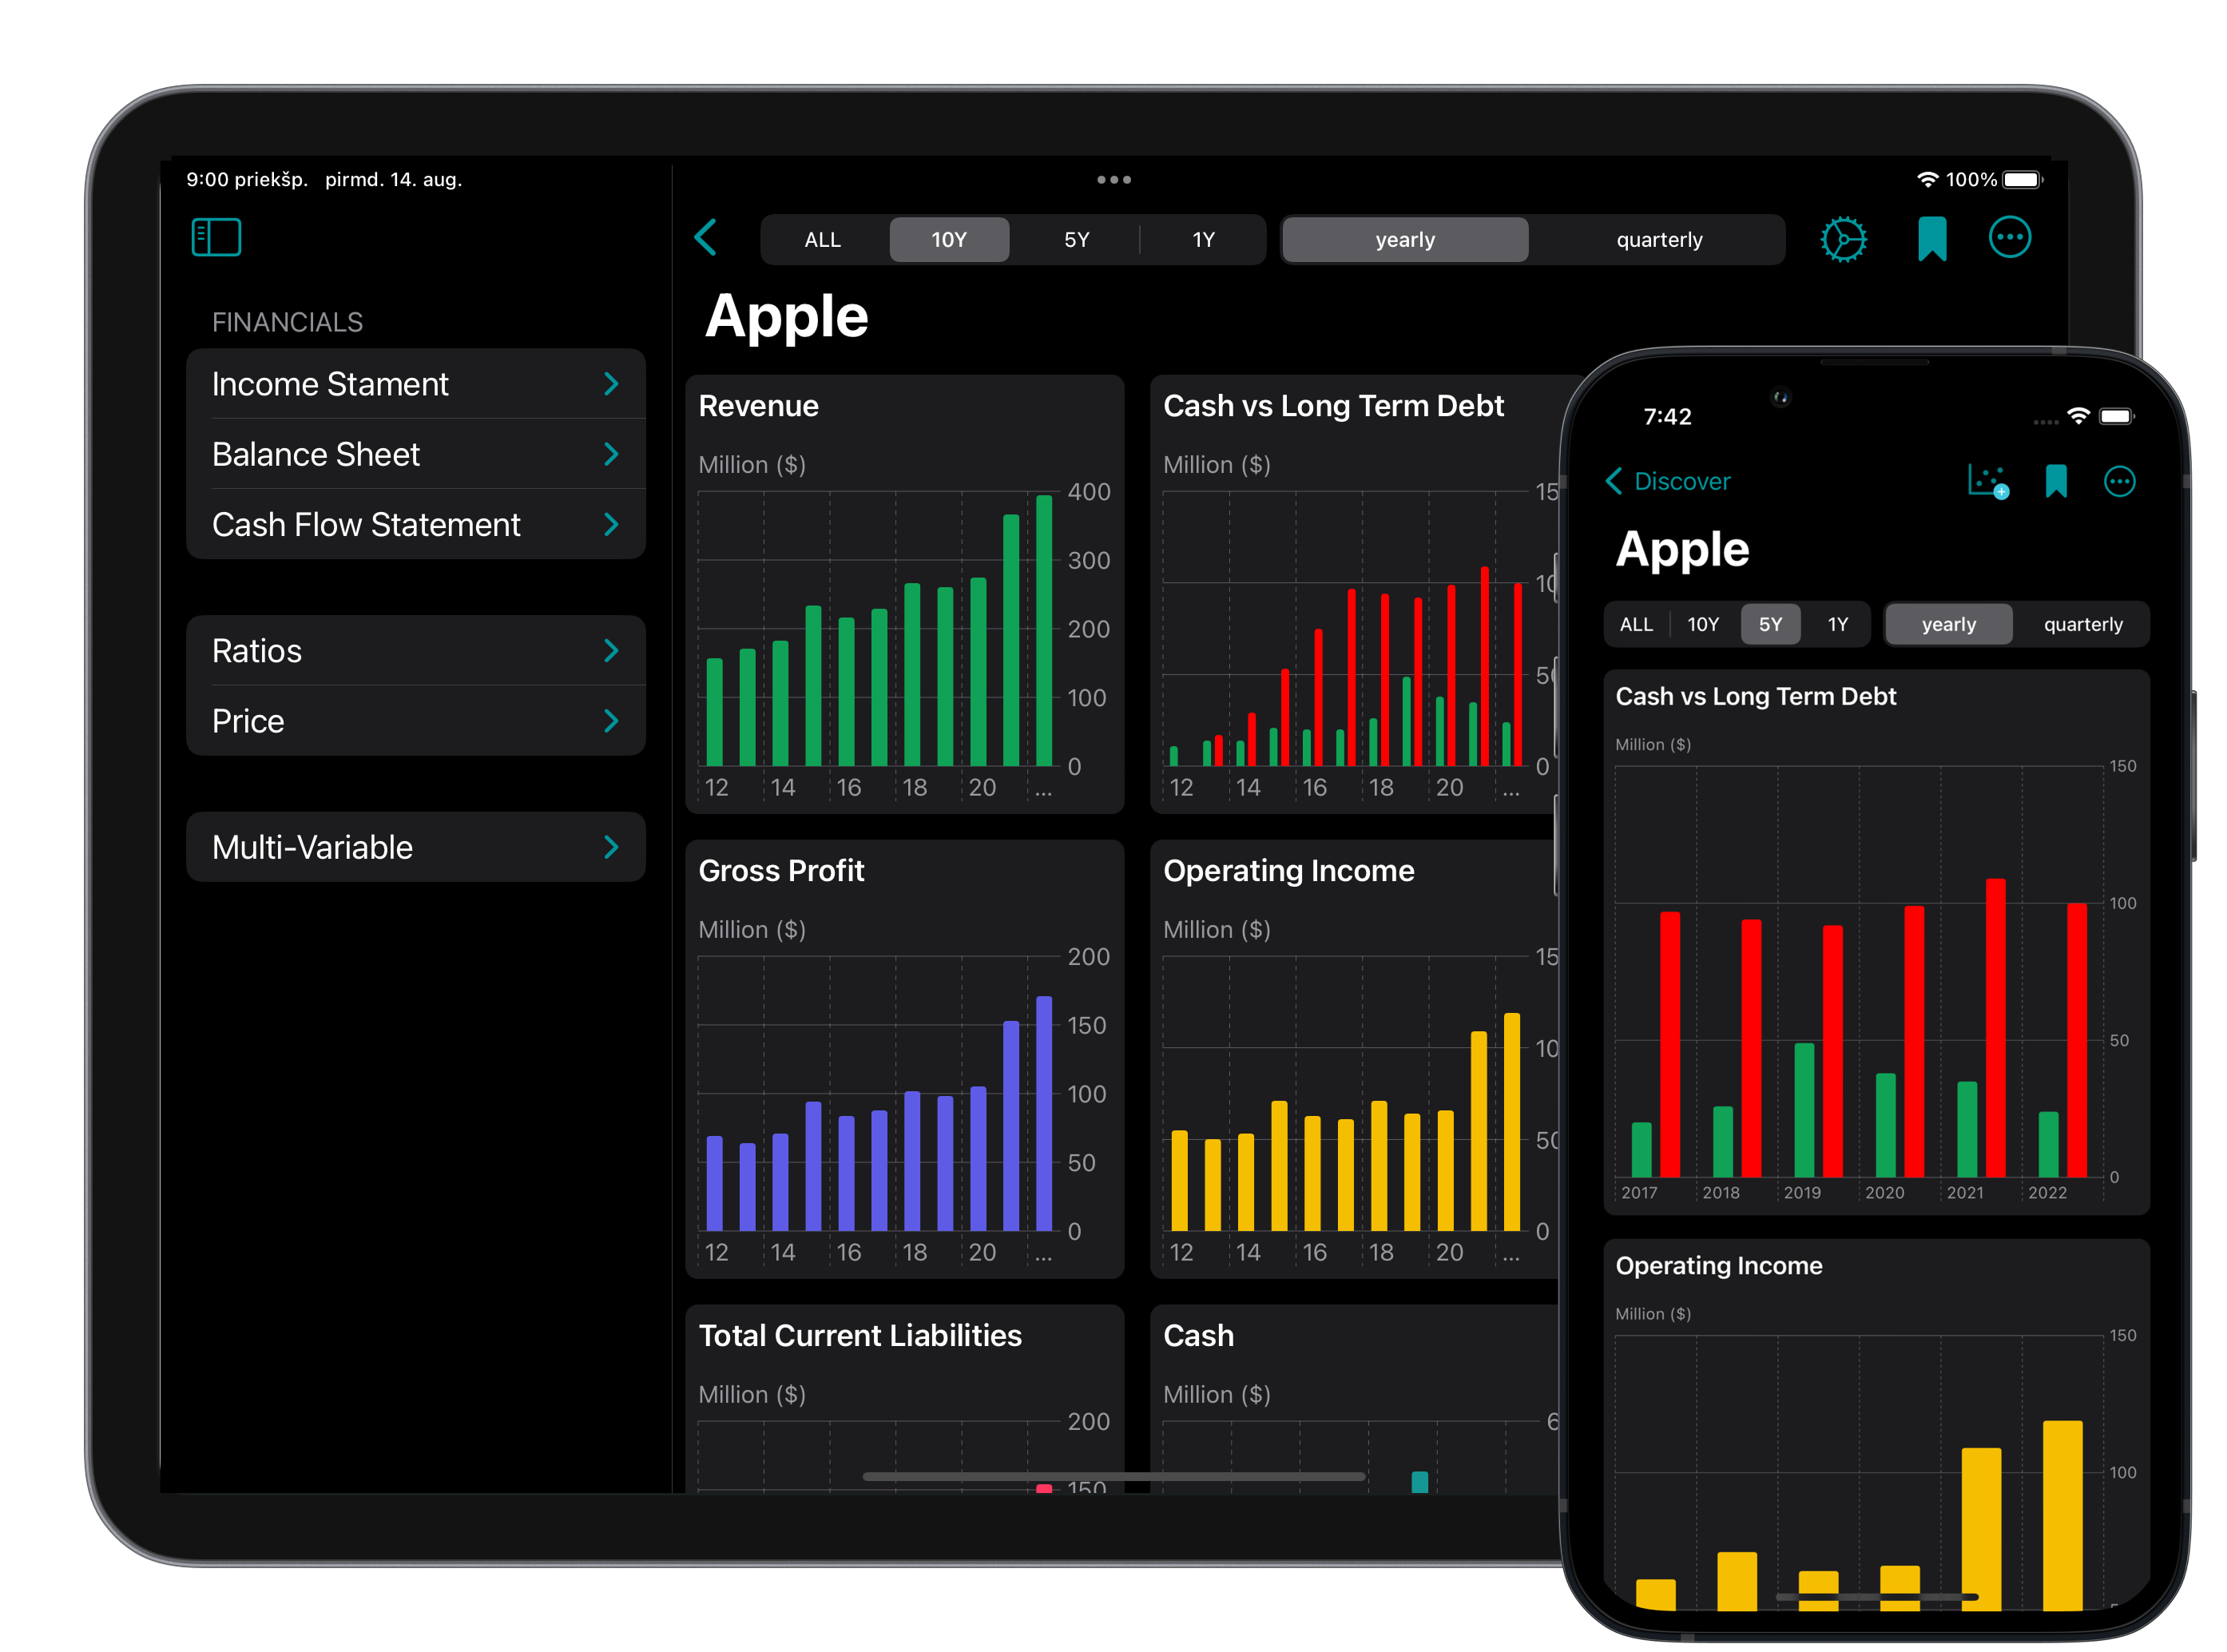 9:00 priekšp. pirmd. 14. aug.
100%
ALL 10Y 5Y 1Y yearly quarterly
Apple
FINANCIALS
Income Stament
Balance Sheet
Cash Flow Statement
Ratios
Price
Multi-Variable
Revenue
Million ($)
400
300
200
100
0
12 14 16 18 20 ...
Cash vs Long Term Debt
Million ($)
15
10
50
0
12 14 16 18 20 ...
Gross Profit
Million ($)
200
150
100
50
0
12 14 16 18 20 ...
Operating Income
Million ($)
15
10
50
0
12 14 16 18 20 ...
Total Current Liabilities
Million ($)
200
150
Cash
Million ($)
6
7:42
Discover
Apple
ALL 10Y 5Y 1Y yearly quarterly
Cash vs Long Term Debt
Million ($)
150
100
50
0
2017 2018 2019 2020 2021 2022
Operating Income
Million ($)
150
100